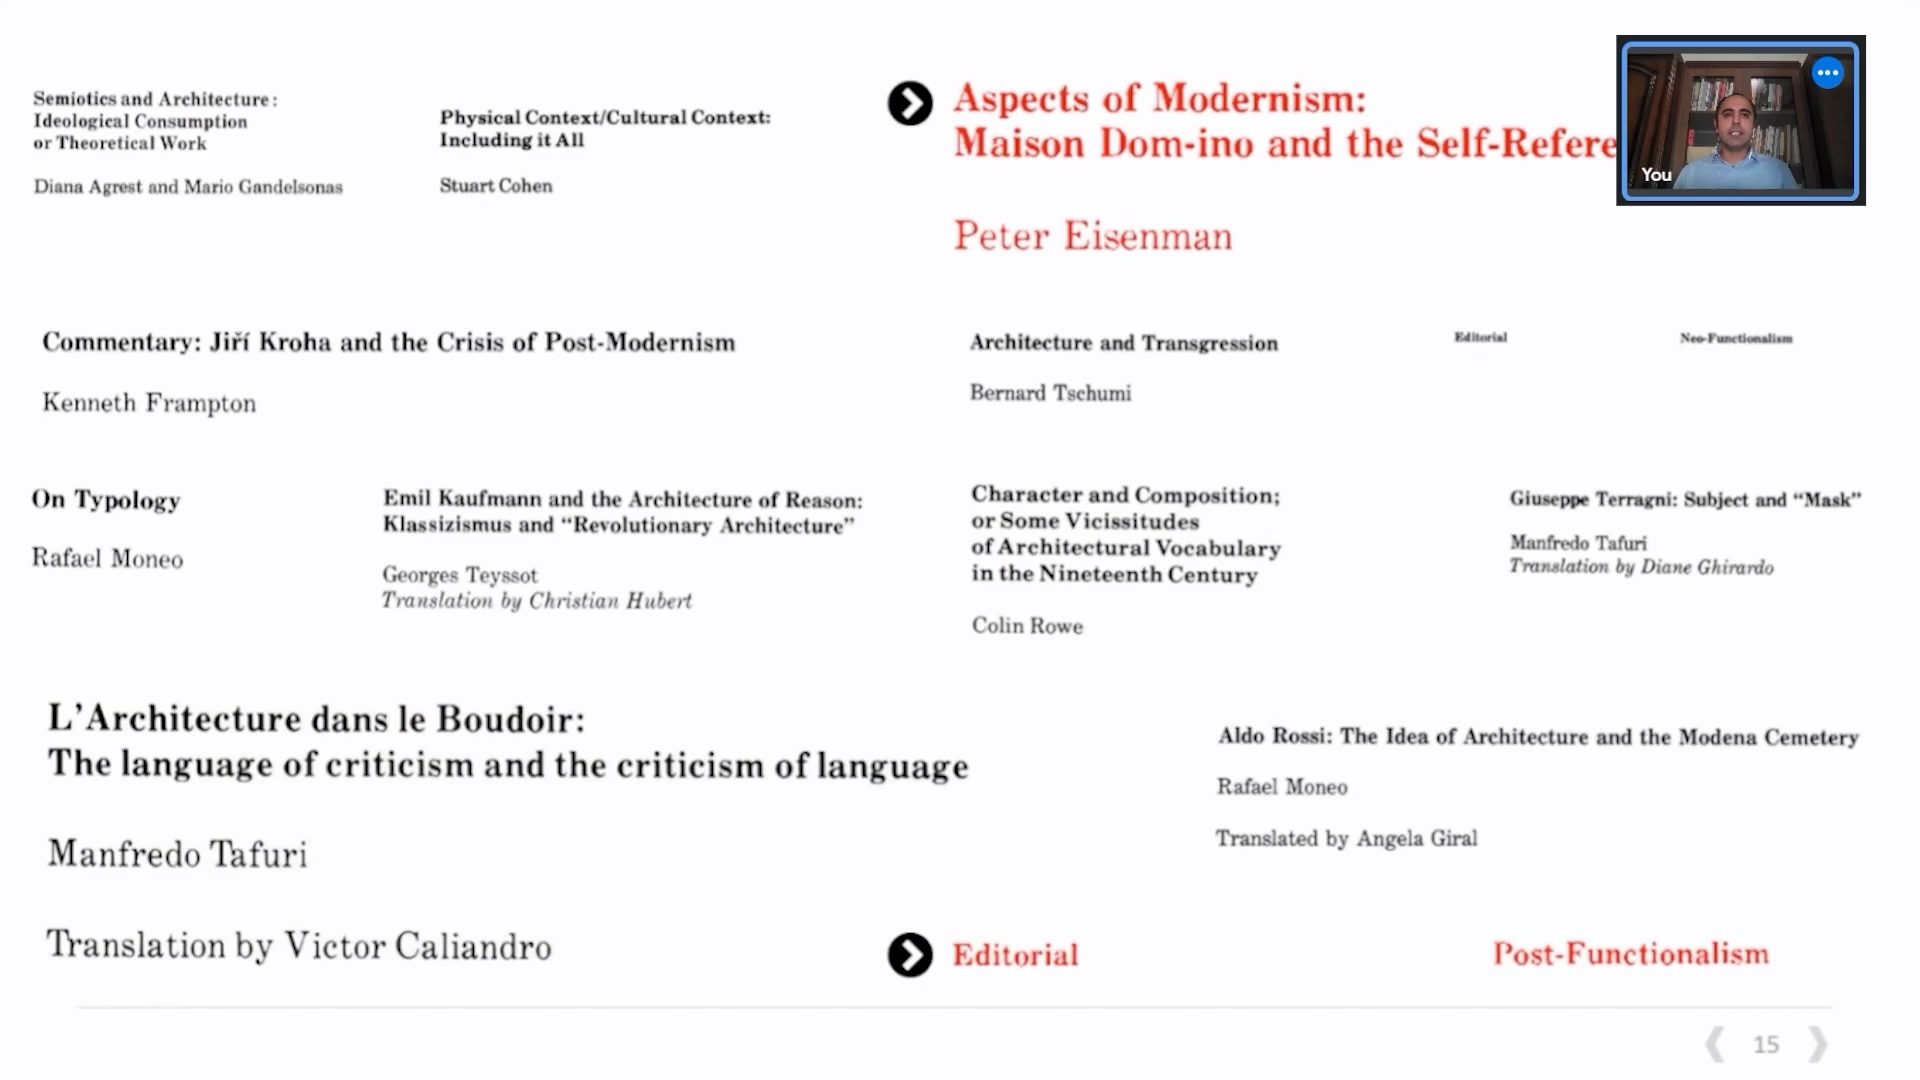 Semiotics and Architecture:
Ideological Consumption
or Theoretical Work
Diana Agrest and Mario Gandelsonas
Physical Context/Cultural Context:
Including it All
Stuart Cohen
Aspects of Modernism:
Maison Dom-ino and the Self-Refere
Peter Eisenman
You
Commentary: Jiří Kroha and the Crisis of Post-Modernism
Kenneth Frampton
Architecture and Transgression
Bernard Tschumi
Editorial
Neo-Functionalism
On Typology
Rafael Moneo
Emil Kaufmann and the Architecture of Reason:
Klassizismus and “Revolutionary Architecture”
Georges Teyssot
Translation by Christian Hubert
Character and Composition;
or Some Vicissitudes
of Architectural Vocabulary
in the Nineteenth Century
Colin Rowe
Giuseppe Terragni: Subject and “Mask”
Manfredo Tafuri
Translation by Diane Ghirardo
L’Architecture dans le Boudoir:
The language of criticism and the criticism of language
Manfredo Tafuri
Translation by Victor Caliandro
Aldo Rossi: The Idea of Architecture and the Modena Cemetery
Rafael Moneo
Translated by Angela Giral
Editorial
Post-Functionalism
15